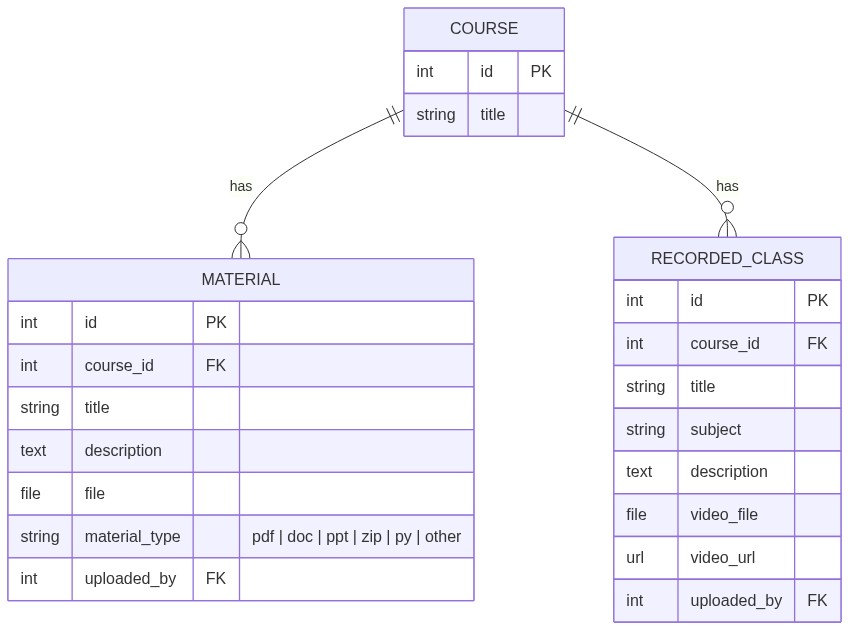 COURSE
int id PK
string title
has
has
MATERIAL
int id PK
int course_id FK
string title
text description
file file
string material_type pdf | doc | ppt | zip | py | other
int uploaded_by FK
RECORDED_CLASS
int id PK
int course_id FK
string title
string subject
text description
file video_file
url video_url
int uploaded_by FK